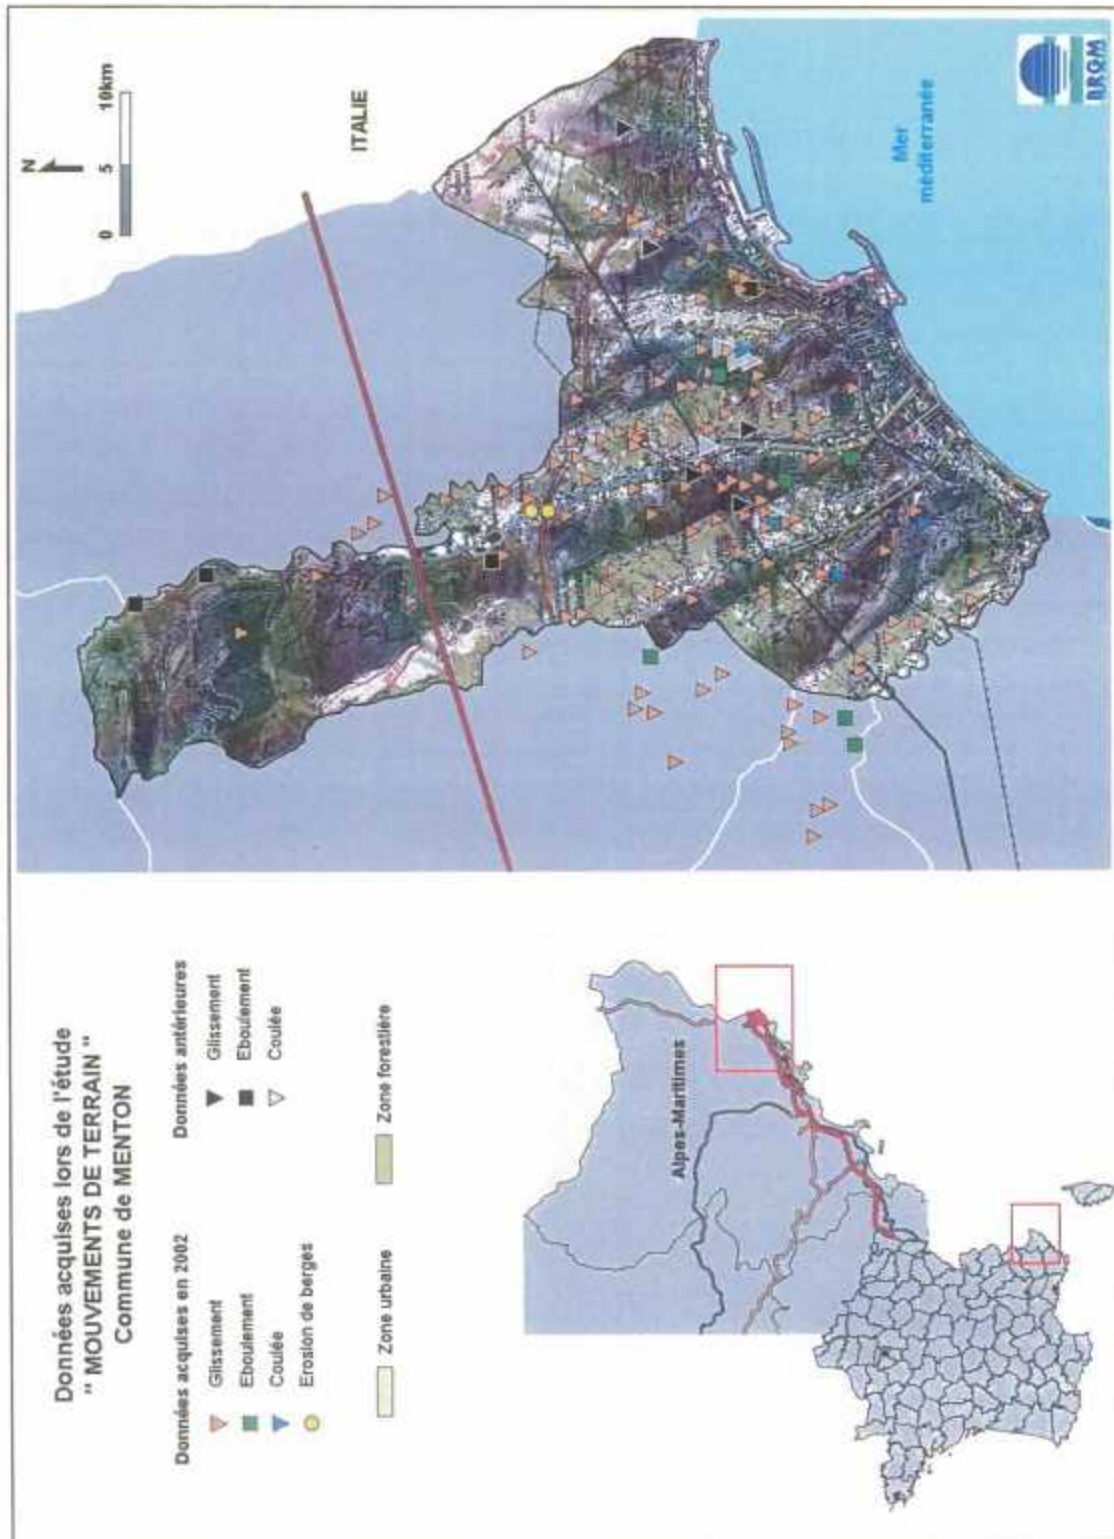 Données acquises lors de l'étude
" MOUVEMENTS DE TERRAIN "
Commune de MENTON
Données acquises en 2002
Glissement
Eboulement
Coulée
Erosion de berges
Données antérieures
Glissement
Eboulement
Coulée
Zone urbaine
Zone forestière
Alpes-Maritimes
N
0 5 10km
ITALIE
Mer
méditerranée
BRGM